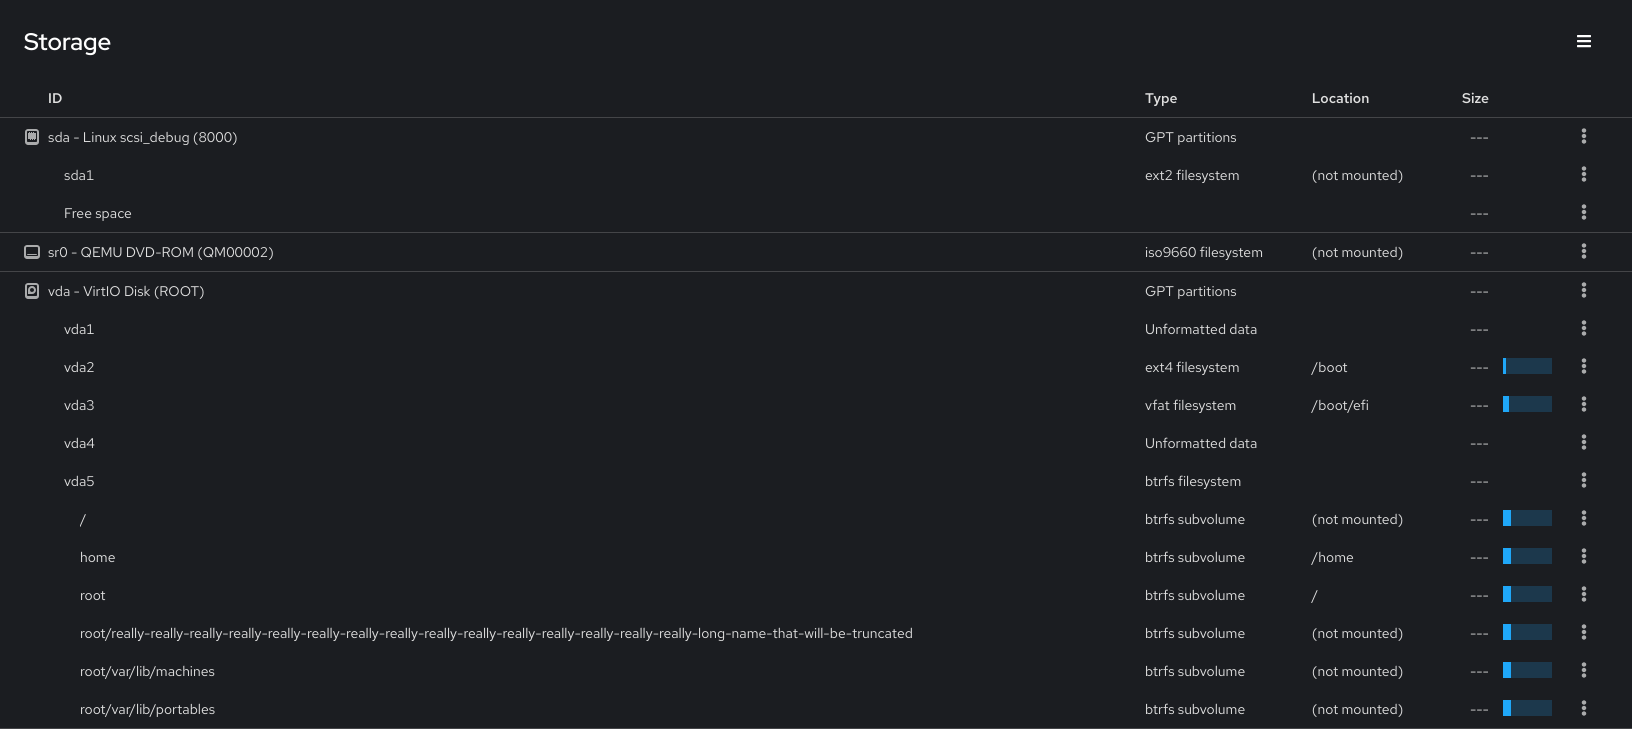 Storage
ID Type Location Size
sda - Linux scsi_debug (8000) GPT partitions ---
sda1 ext2 filesystem (not mounted) ---
Free space ---
sr0 - QEMU DVD-ROM (QM00002) iso9660 filesystem (not mounted) ---
vda - VirtIO Disk (ROOT) GPT partitions ---
vda1 Unformatted data ---
vda2 ext4 filesystem /boot ---
vda3 vfat filesystem /boot/efi ---
vda4 Unformatted data ---
vda5 btrfs filesystem ---
/ btrfs subvolume (not mounted) ---
home btrfs subvolume /home ---
root btrfs subvolume / ---
root/really-really-really-really-really-really-really-really-really-really-really-really-really-really-really-long-name-that-will-be-truncated btrfs subvolume (not mounted) ---
root/var/lib/machines btrfs subvolume (not mounted) ---
root/var/lib/portables btrfs subvolume (not mounted) ---